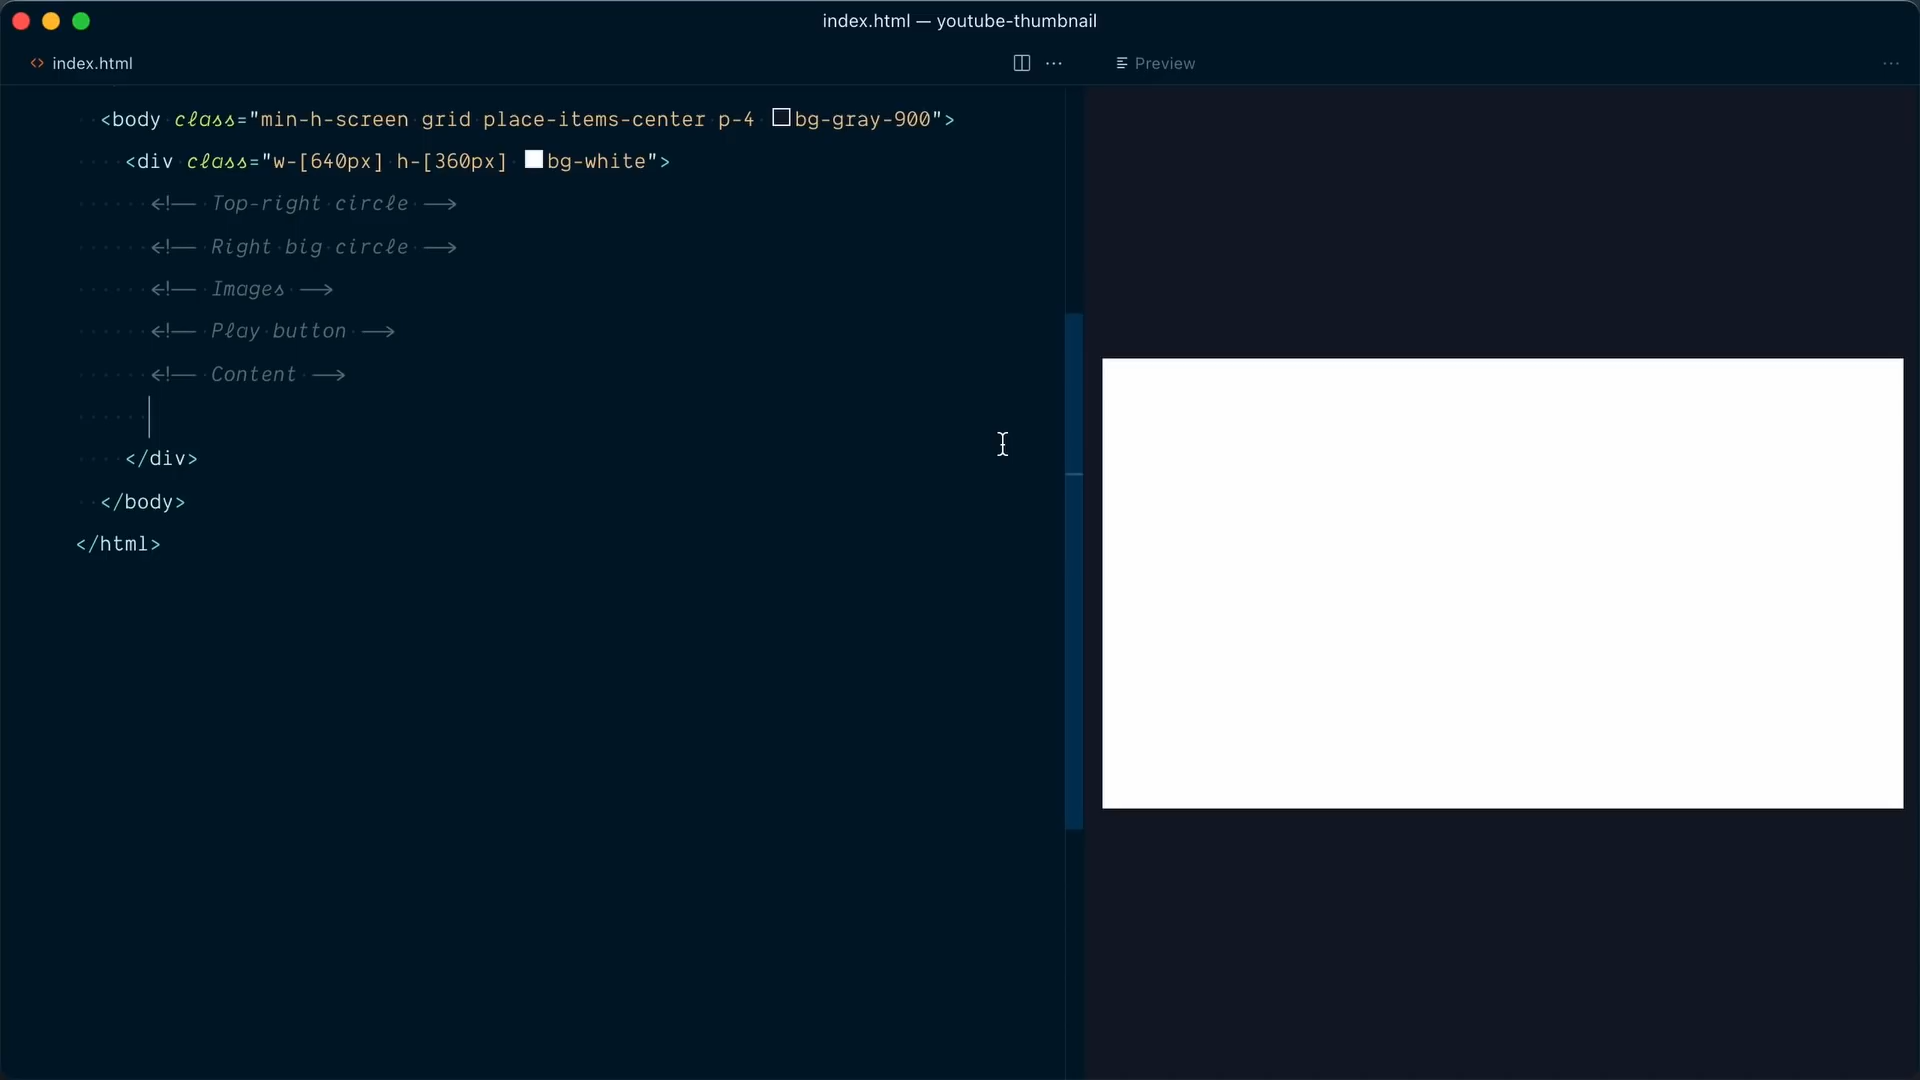 index.html — youtube-thumbnail
<> index.html
Preview
<body class="min-h-screen grid place-items-center p-4 bg-gray-900">
<div class="w-[640px] h-[360px] bg-white">
<!-- Top-right circle -->
<!-- Right big circle -->
<!-- Images -->
<!-- Play button -->
<!-- Content -->
</div>
</body>
</html>